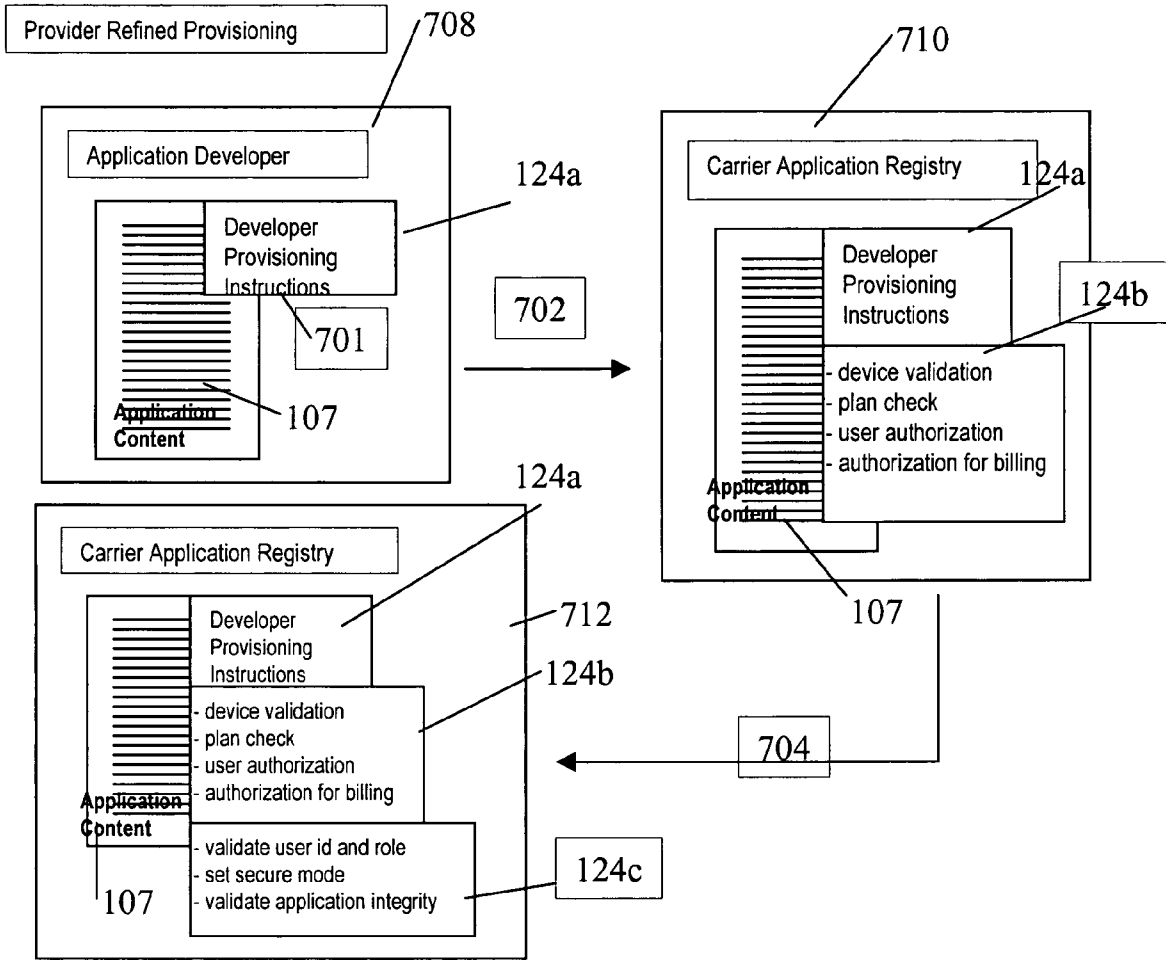 Provider Refined Provisioning
708
Application Developer
124a
Developer
Provisioning
Instructions
701
107
Application
Content
702
710
Carrier Application Registry
124a
Developer
Provisioning
Instructions
124b
- device validation
- plan check
- user authorization
- authorization for billing
Application
Content
107
704
124a
Carrier Application Registry
712
Developer
Provisioning
Instructions
124b
- device validation
- plan check
- user authorization
- authorization for billing
Application
Content
107
- validate user id and role
- set secure mode
- validate application integrity
124c